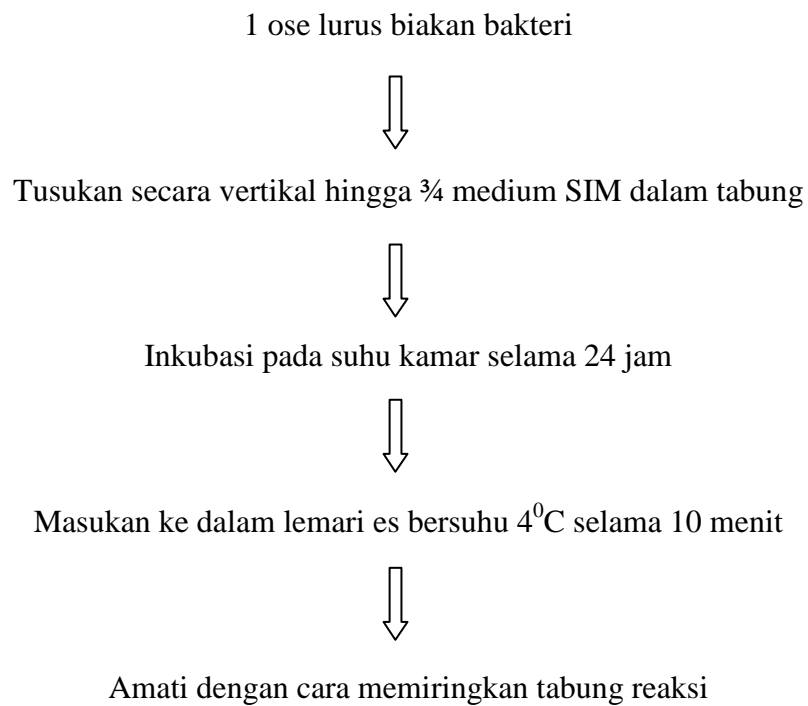 1 ose lurus biakan bakteri
Tusukan secara vertikal hingga ¾ medium SIM dalam tabung
Inkubasi pada suhu kamar selama 24 jam
Masukan ke dalam lemari es bersuhu 4⁰C selama 10 menit
Amati dengan cara memiringkan tabung reaksi